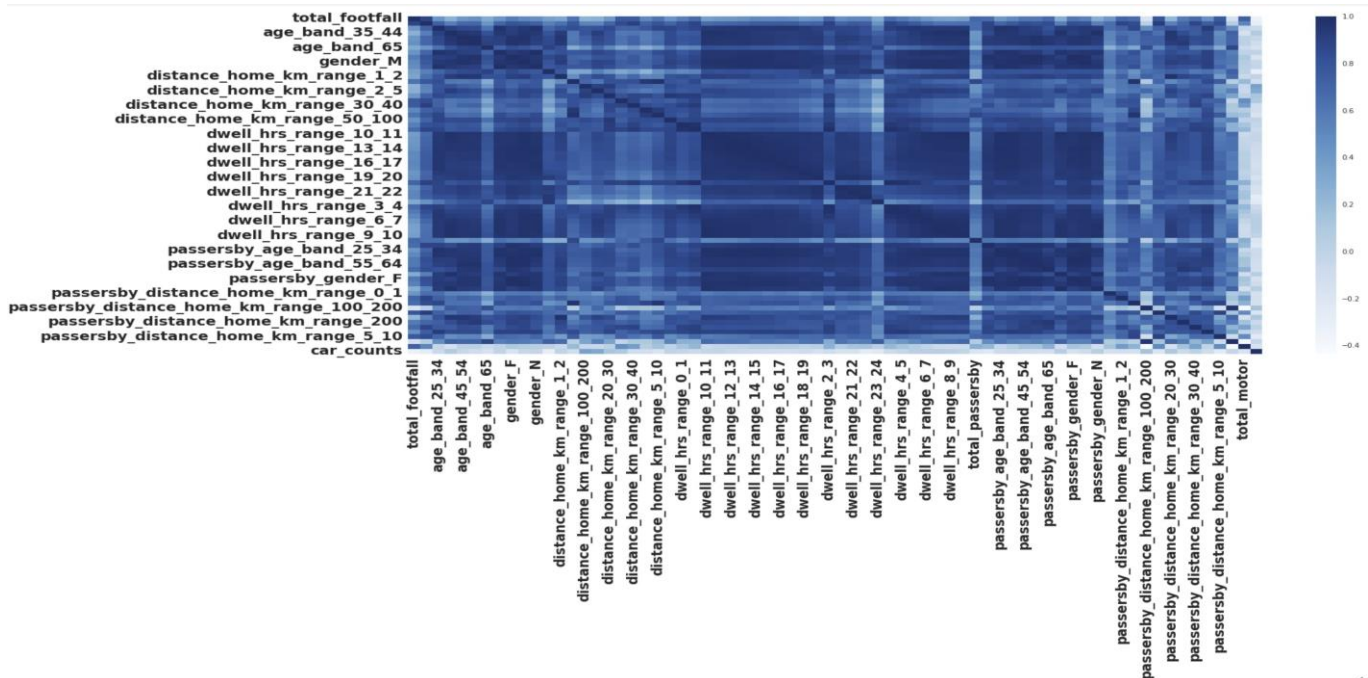 total_footfall
age_band_35_44
age_band_65
gender_M
distance_home_km_range_1_2
distance_home_km_range_2_5
distance_home_km_range_30_40
distance_home_km_range_50_100
dwell_hrs_range_10_11
dwell_hrs_range_13_14
dwell_hrs_range_16_17
dwell_hrs_range_19_20
dwell_hrs_range_21_22
dwell_hrs_range_3_4
dwell_hrs_range_6_7
dwell_hrs_range_9_10
passersby_age_band_25_34
passersby_age_band_55_64
passersby_gender_F
passersby_distance_home_km_range_0_1
passersby_distance_home_km_range_100_200
passersby_distance_home_km_range_200
passersby_distance_home_km_range_5_10
car_counts
total_footfall
age_band_25_34
age_band_45_54
age_band_65
gender_F
gender_N
distance_home_km_range_1_2
distance_home_km_range_100_200
distance_home_km_range_20_30
distance_home_km_range_30_40
distance_home_km_range_5_10
dwell_hrs_range_0_1
dwell_hrs_range_10_11
dwell_hrs_range_12_13
dwell_hrs_range_14_15
dwell_hrs_range_16_17
dwell_hrs_range_18_19
dwell_hrs_range_2_3
dwell_hrs_range_21_22
dwell_hrs_range_23_24
dwell_hrs_range_4_5
dwell_hrs_range_6_7
dwell_hrs_range_8_9
total_passersby
passersby_age_band_25_34
passersby_age_band_45_54
passersby_age_band_65
passersby_gender_F
passersby_gender_N
passersby_distance_home_km_range_1_2
passersby_distance_home_km_range_100_200
passersby_distance_home_km_range_20_30
passersby_distance_home_km_range_30_40
passersby_distance_home_km_range_5_10
total_motor
1.0
0.8
0.6
0.4
0.2
0.0
−0.2
−0.4